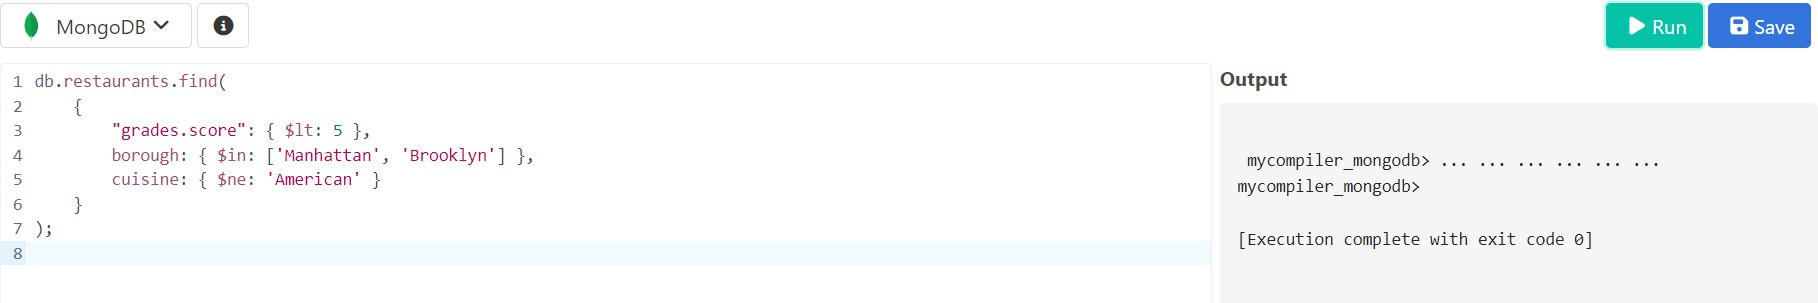 MongoDB
Run
Save
1 db.restaurants.find(
2     {
3         "grades.score": { $lt: 5 },
4         borough: { $in: ['Manhattan', 'Brooklyn'] },
5         cuisine: { $ne: 'American' }
6     }
7 );
8
Output
mycompiler_mongodb> ... ... ... ... ... ...
mycompiler_mongodb>
[Execution complete with exit code 0]